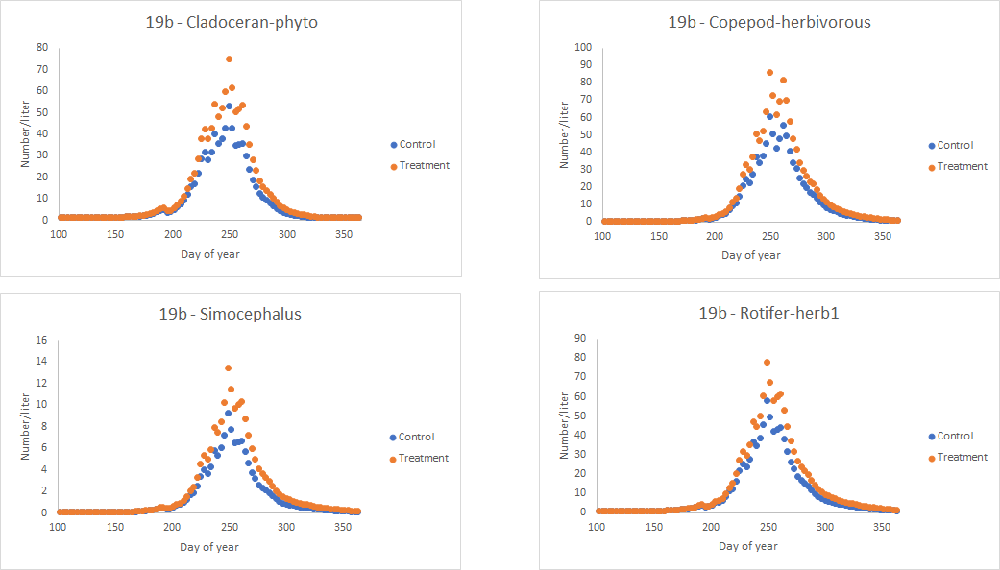 19b - Cladoceran-phyto
80
70
60
50
40
30
20
10
0
Number/liter
100 150 200 250 300 350
Day of year
Control
Treatment
19b - Copepod-herbivorous
100
90
80
70
60
50
40
30
20
10
0
Number/liter
100 150 200 250 300 350
Day of year
Control
Treatment
19b - Simocephalus
16
14
12
10
8
6
4
2
0
Number/liter
100 150 200 250 300 350
Day of year
Control
Treatment
19b - Rotifer-herb1
90
80
70
60
50
40
30
20
10
0
Number/liter
100 150 200 250 300 350
Day of year
Control
Treatment